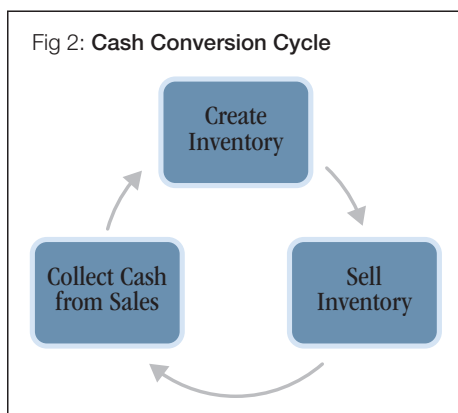 Fig 2: Cash Conversion Cycle
Create
Inventory
Sell
Inventory
Collect Cash
from Sales